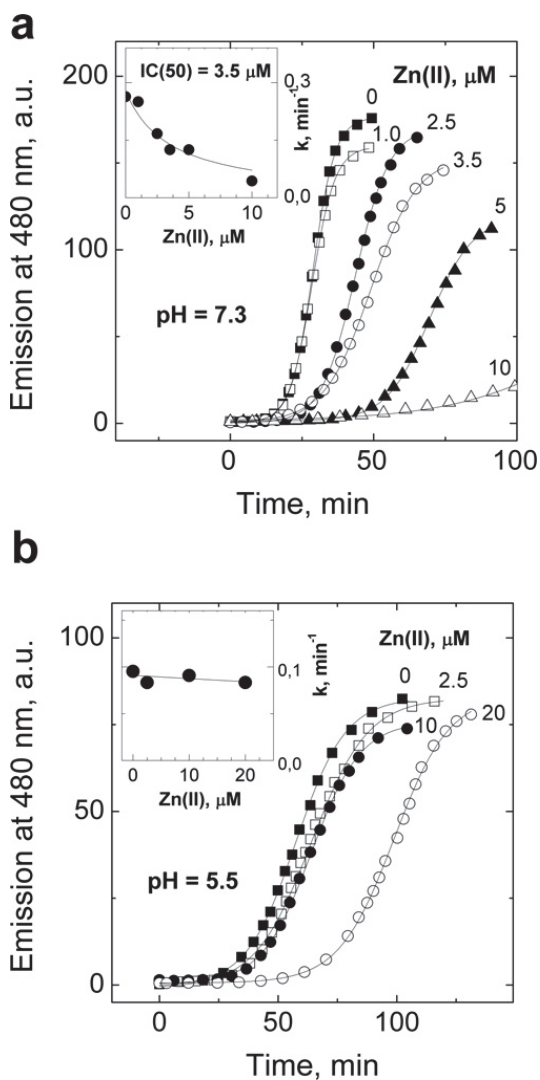 a
IC(50) = 3.5 µM
0,3
k, min⁻¹
0,0
0 5 10
Zn(II), µM
Zn(II), µM
0
1.0
2.5
3.5
5
10
pH = 7.3
200
100
0
Emission at 480 nm, a.u.
0 50 100
Time, min
b
0,1
k, min⁻¹
0,0
0 10 20
Zn(II), µM
Zn(II), µM
0
2.5
10
20
pH = 5.5
100
50
0
Emission at 480 nm, a.u.
0 50 100
Time, min